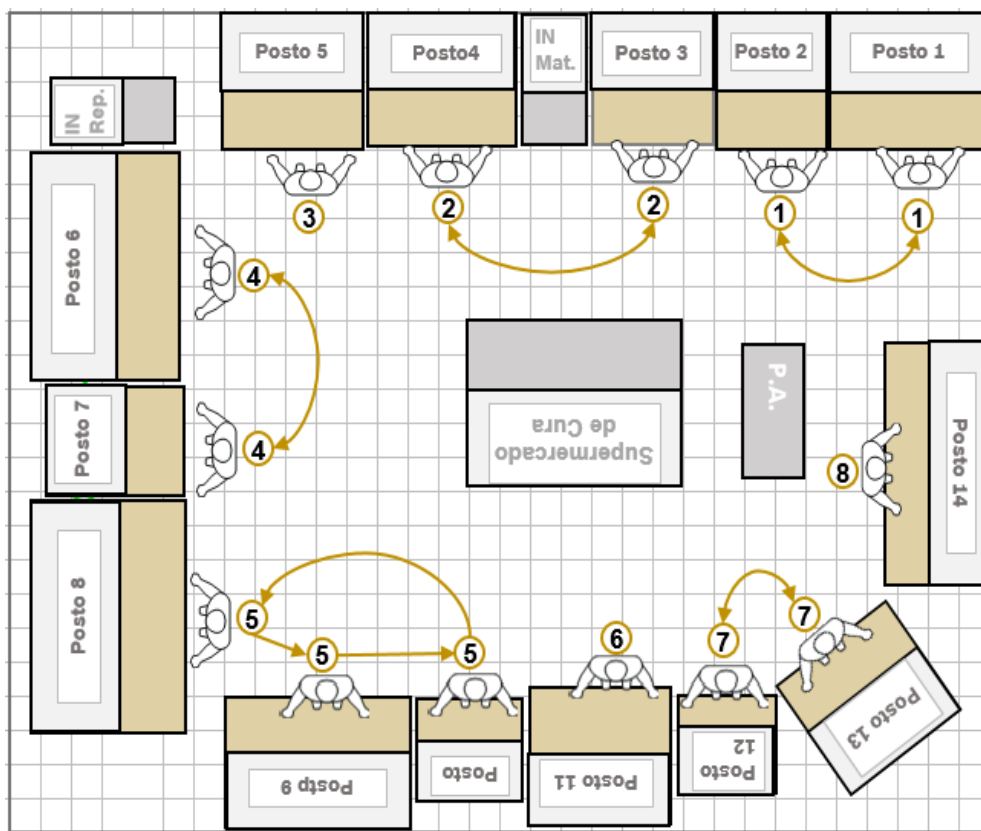 Posto 5
Posto4
IN
Mat.
Posto 3
Posto 2
Posto 1
IN
Rep.
3
2
2
1
1
Posto 6
4
Posto 7
4
Supermercado
de Cura
P.A.
Posto 14
8
Posto 8
5
5
5
6
7
7
Postp 9
Posto
Posto 11
Posto
12
Posto 13